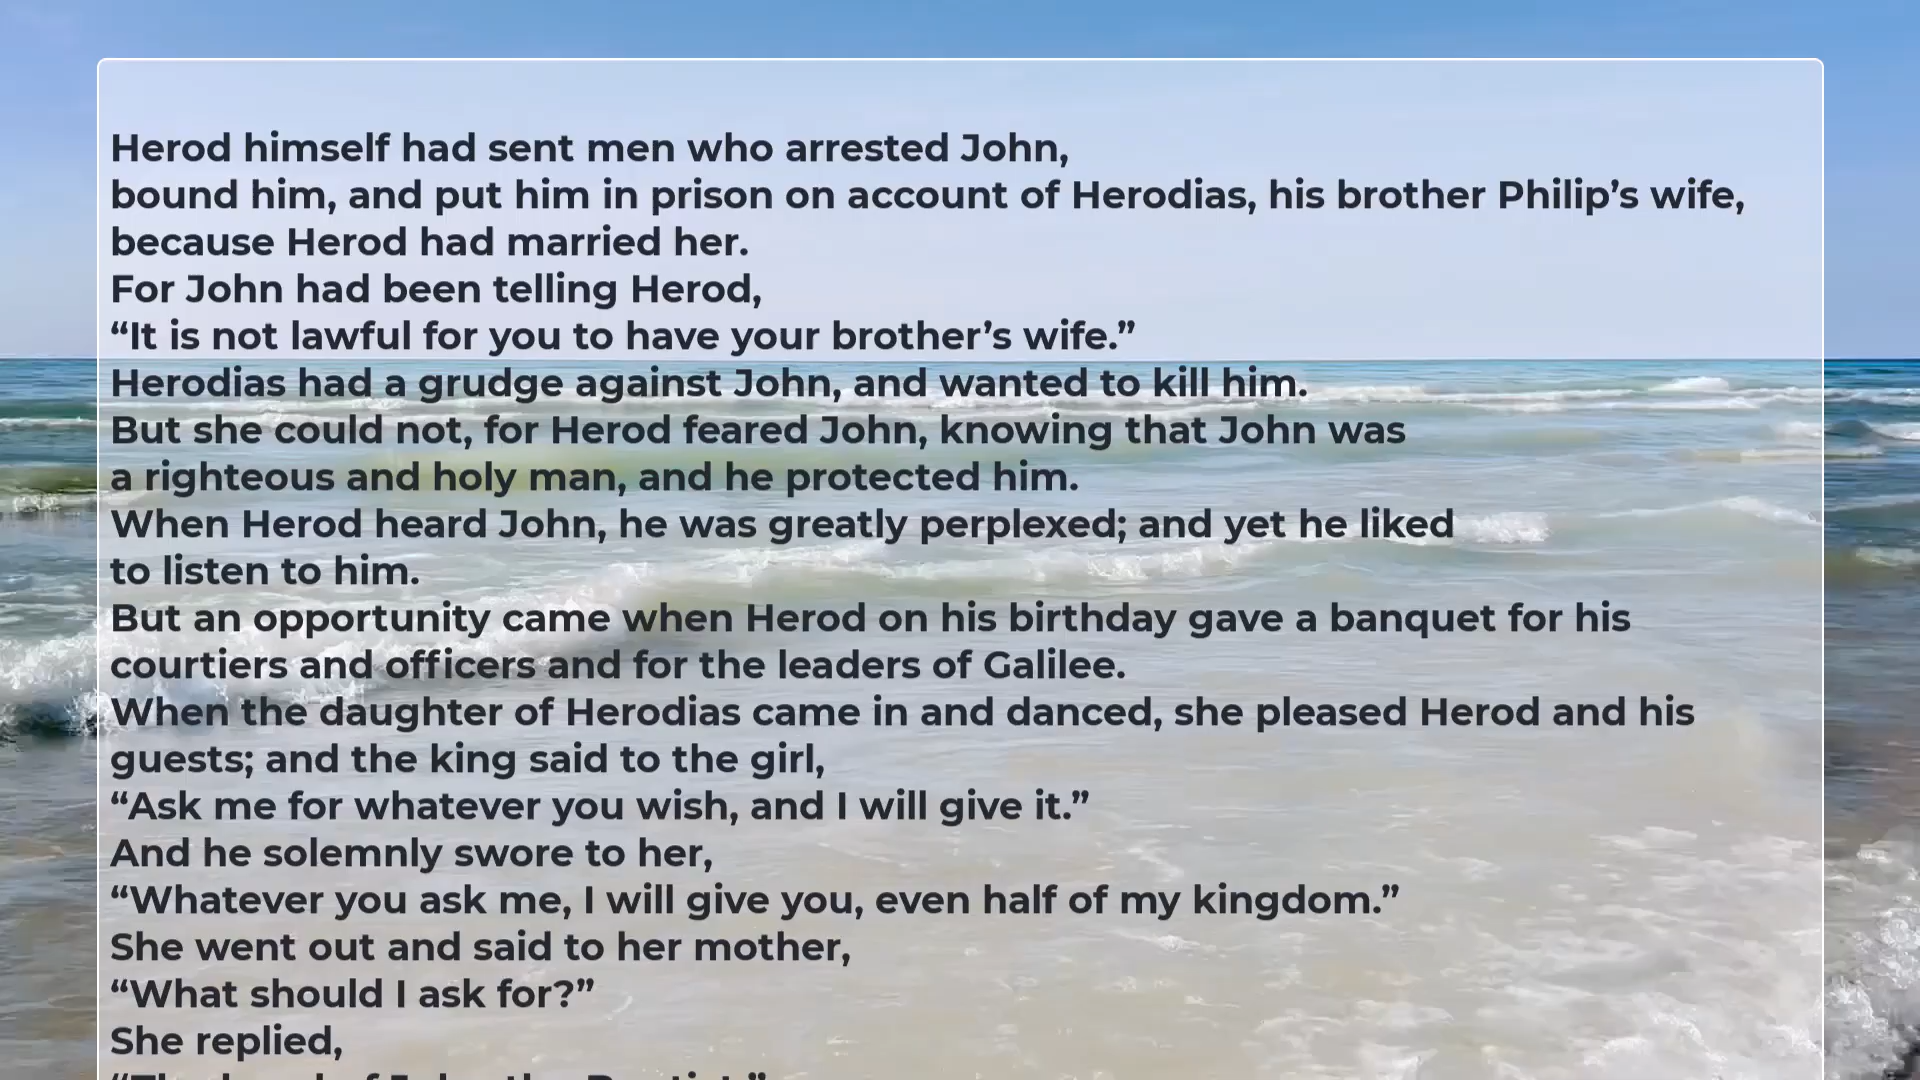 Herod himself had sent men who arrested John,
bound him, and put him in prison on account of Herodias, his brother Philip’s wife,
because Herod had married her.
For John had been telling Herod,
“It is not lawful for you to have your brother’s wife.”
Herodias had a grudge against John, and wanted to kill him.
But she could not, for Herod feared John, knowing that John was
a righteous and holy man, and he protected him.
When Herod heard John, he was greatly perplexed; and yet he liked
to listen to him.
But an opportunity came when Herod on his birthday gave a banquet for his
courtiers and officers and for the leaders of Galilee.
When the daughter of Herodias came in and danced, she pleased Herod and his
guests; and the king said to the girl,
“Ask me for whatever you wish, and I will give it.”
And he solemnly swore to her,
“Whatever you ask me, I will give you, even half of my kingdom.”
She went out and said to her mother,
“What should I ask for?”
She replied,